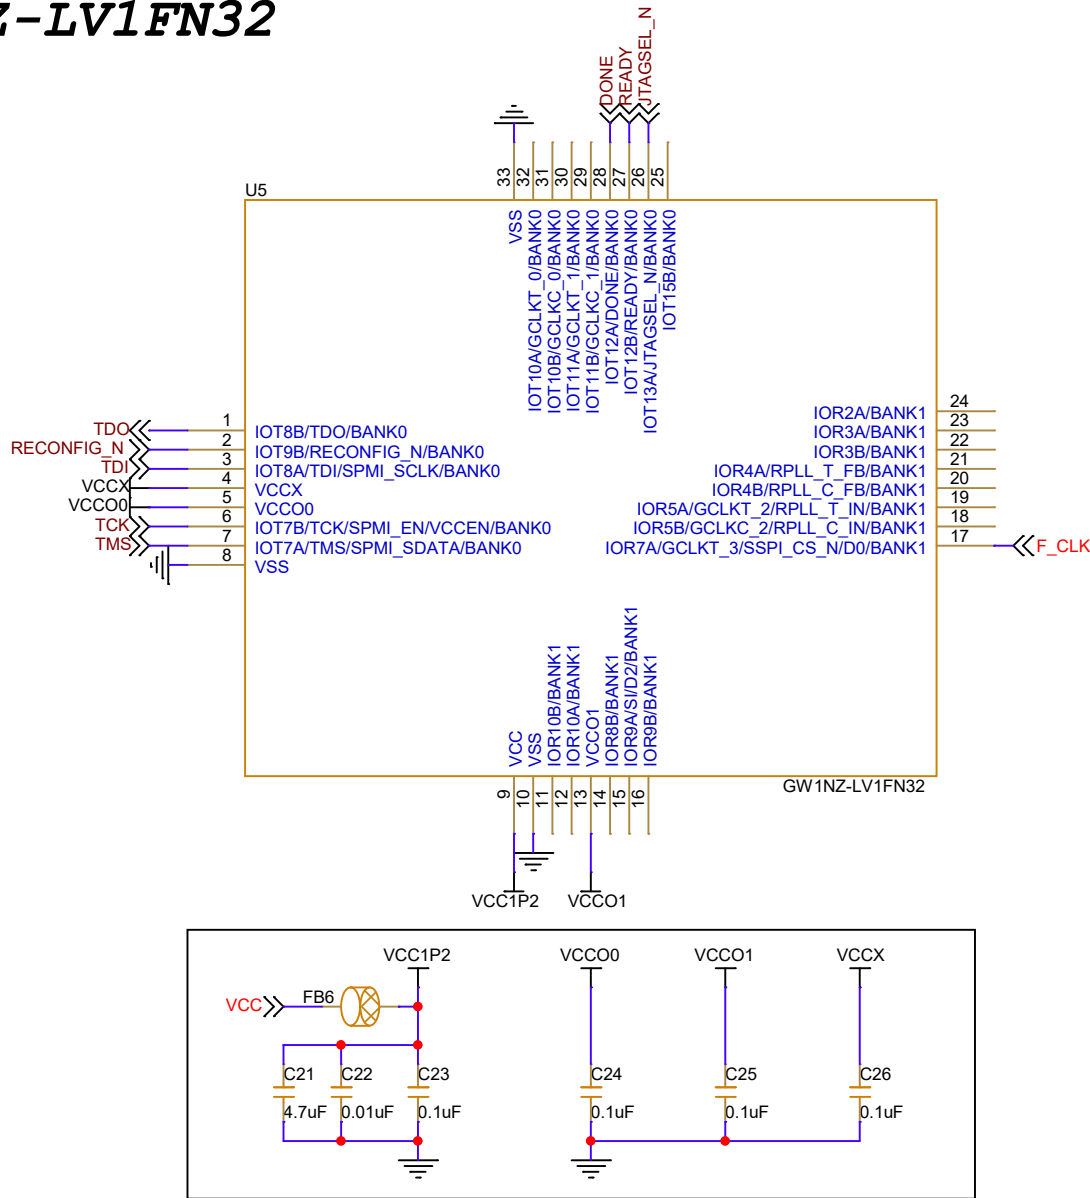 Z-LV1FN32
DONE
READY
JTAGSEL_N
33
32
31
30
29
28
27
26
25
U5
VSS
IOT10A/GCLKT_0/BANK0
IOT10B/GCLKC_0/BANK0
IOT11A/GCLKT_1/BANK0
IOT11B/GCLKC_1/BANK0
IOT12A/DONE/BANK0
IOT12B/READY/BANK0
IOT13A/JTAGSEL_N/BANK0
IOT15B/BANK0
TDO 1 IOT8B/TDO/BANK0
RECONFIG_N 2 IOT9B/RECONFIG_N/BANK0
TDI 3 IOT8A/TDI/SPMI_SCLK/BANK0
VCCX 4 VCCX
VCCO0 5 VCCO0
TCK 6 IOT7B/TCK/SPMI_EN/VCCEN/BANK0
TMS 7 IOT7A/TMS/SPMI_SDATA/BANK0
8 VSS
IOR2A/BANK1 24
IOR3A/BANK1 23
IOR3B/BANK1 22
IOR4A/RPLL_T_FB/BANK1 21
IOR4B/RPLL_C_FB/BANK1 20
IOR5A/GCLKT_2/RPLL_T_IN/BANK1 19
IOR5B/GCLKC_2/RPLL_C_IN/BANK1 18
IOR7A/GCLKT_3/SSPI_CS_N/D0/BANK1 17 F_CLK
VCC
VSS
IOR10B/BANK1
IOR10A/BANK1
VCCO1
IOR8B/BANK1
IOR9A/SI/D2/BANK1
IOR9B/BANK1
9
10
11
12
13
14
15
16
GW1NZ-LV1FN32
VCC1P2 VCCO1
VCC1P2 VCCO0 VCCO1 VCCX
VCC FB6
C21 C22 C23 C24 C25 C26
4.7uF 0.01uF 0.1uF 0.1uF 0.1uF 0.1uF